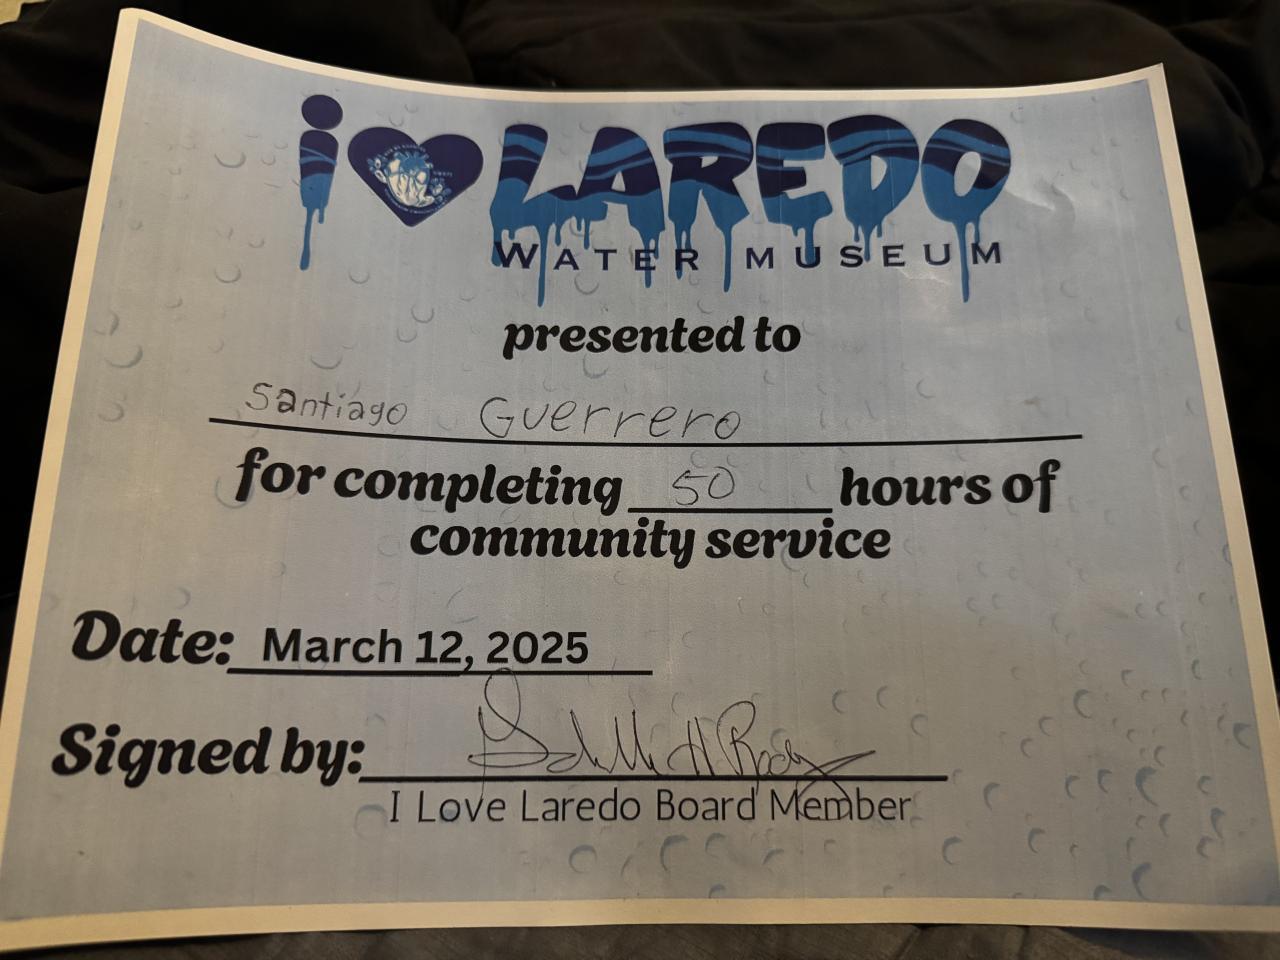 i LAREDO
WATER MUSEUM
presented to
Santiago Guerrero
for completing 50 hours of
community service
Date: March 12, 2025
Signed by:
I Love Laredo Board Member